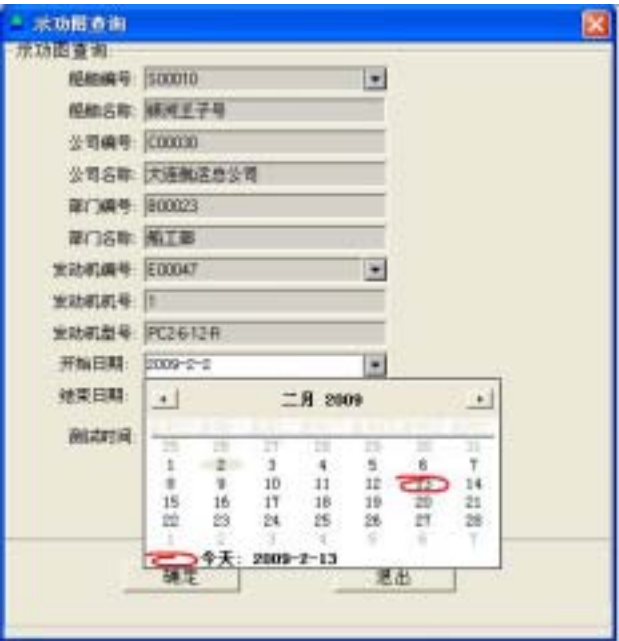 示功图查询
示功图查询
船舶编号: S00010
船舶名称: 银河王子号
公司编号: C00030
公司名称: 大连航运总公司
部门编号: B00023
部门名称: 船工部
发动机编号: E00047
发动机机号: 1
发动机型号: PC2-6-12-R
开始日期: 2009-2-2
结束日期:
测试时间:
二月 2009
25 26 27 28 29 30 31
1 2 3 4 5 6 7
8 9 10 11 12 13 14
15 16 17 18 19 20 21
22 23 24 25 26 27 28
1 2 3 4 5 6 7
今天: 2009-2-13
确定 退出